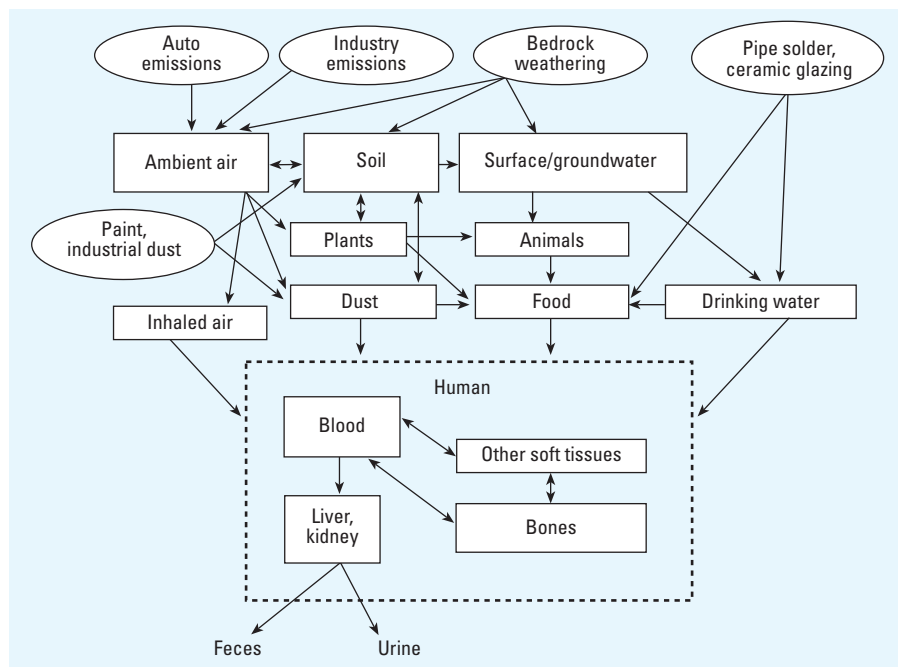 Auto
emissions
Industry
emissions
Bedrock
weathering
Pipe solder,
ceramic glazing
Ambient air
Soil
Surface/groundwater
Paint,
industrial dust
Plants
Animals
Inhaled air
Dust
Food
Drinking water
Human
Blood
Other soft tissues
Liver,
kidney
Bones
Feces
Urine